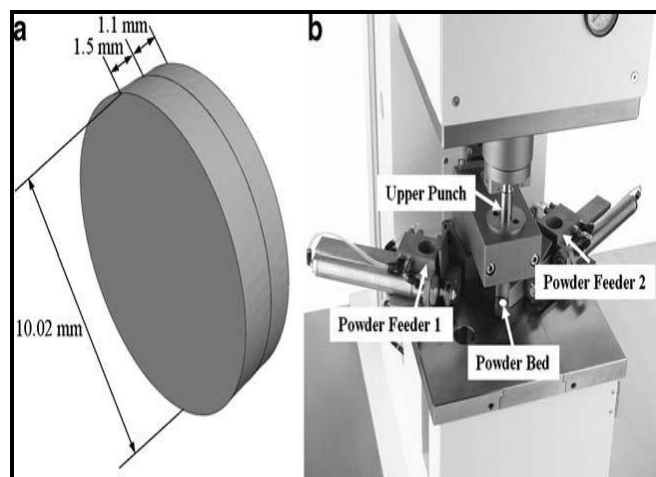 a
1.1 mm
1.5 mm
10.02 mm
b
Upper Punch
Powder Feeder 2
Powder Feeder 1
Powder Bed